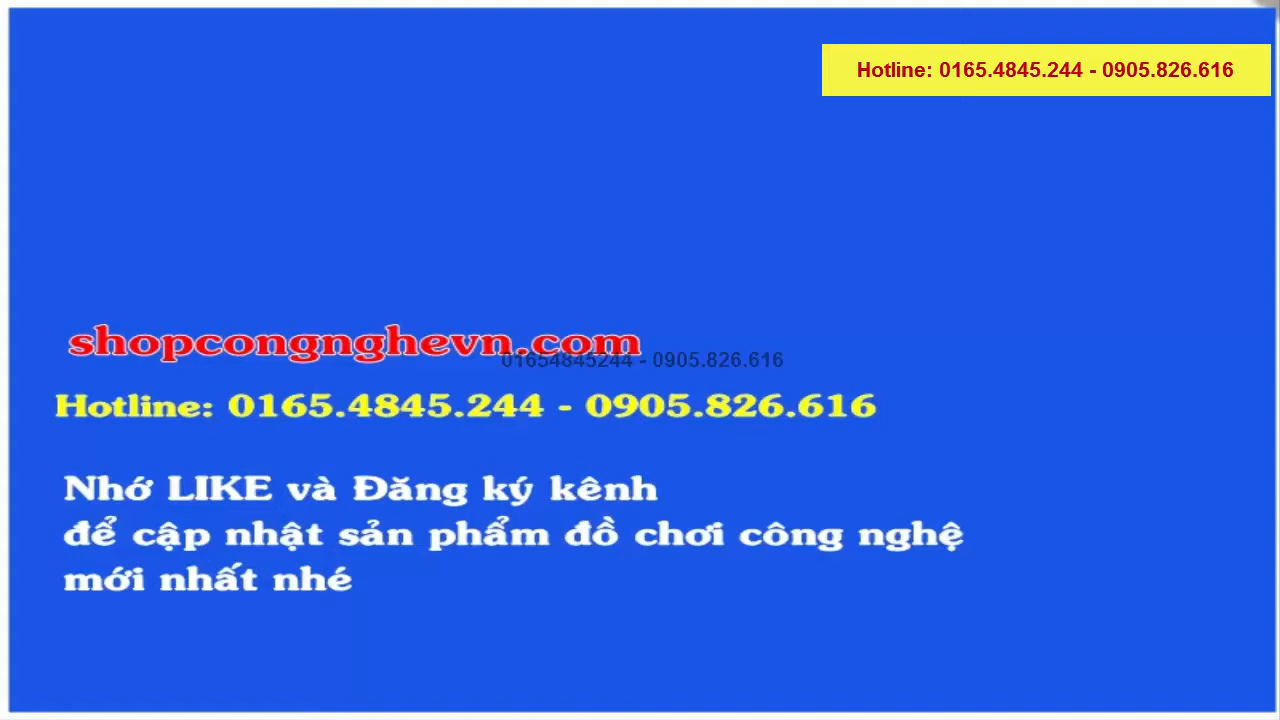 Hotline: 0165.4845.244 - 0905.826.616
shopcongnghevn.com
01654845244 - 0905.826.616
Hotline: 0165.4845.244 - 0905.826.616
Nhớ LIKE và Đăng ký kênh
để cập nhật sản phẩm đồ chơi công nghệ
mới nhất nhé